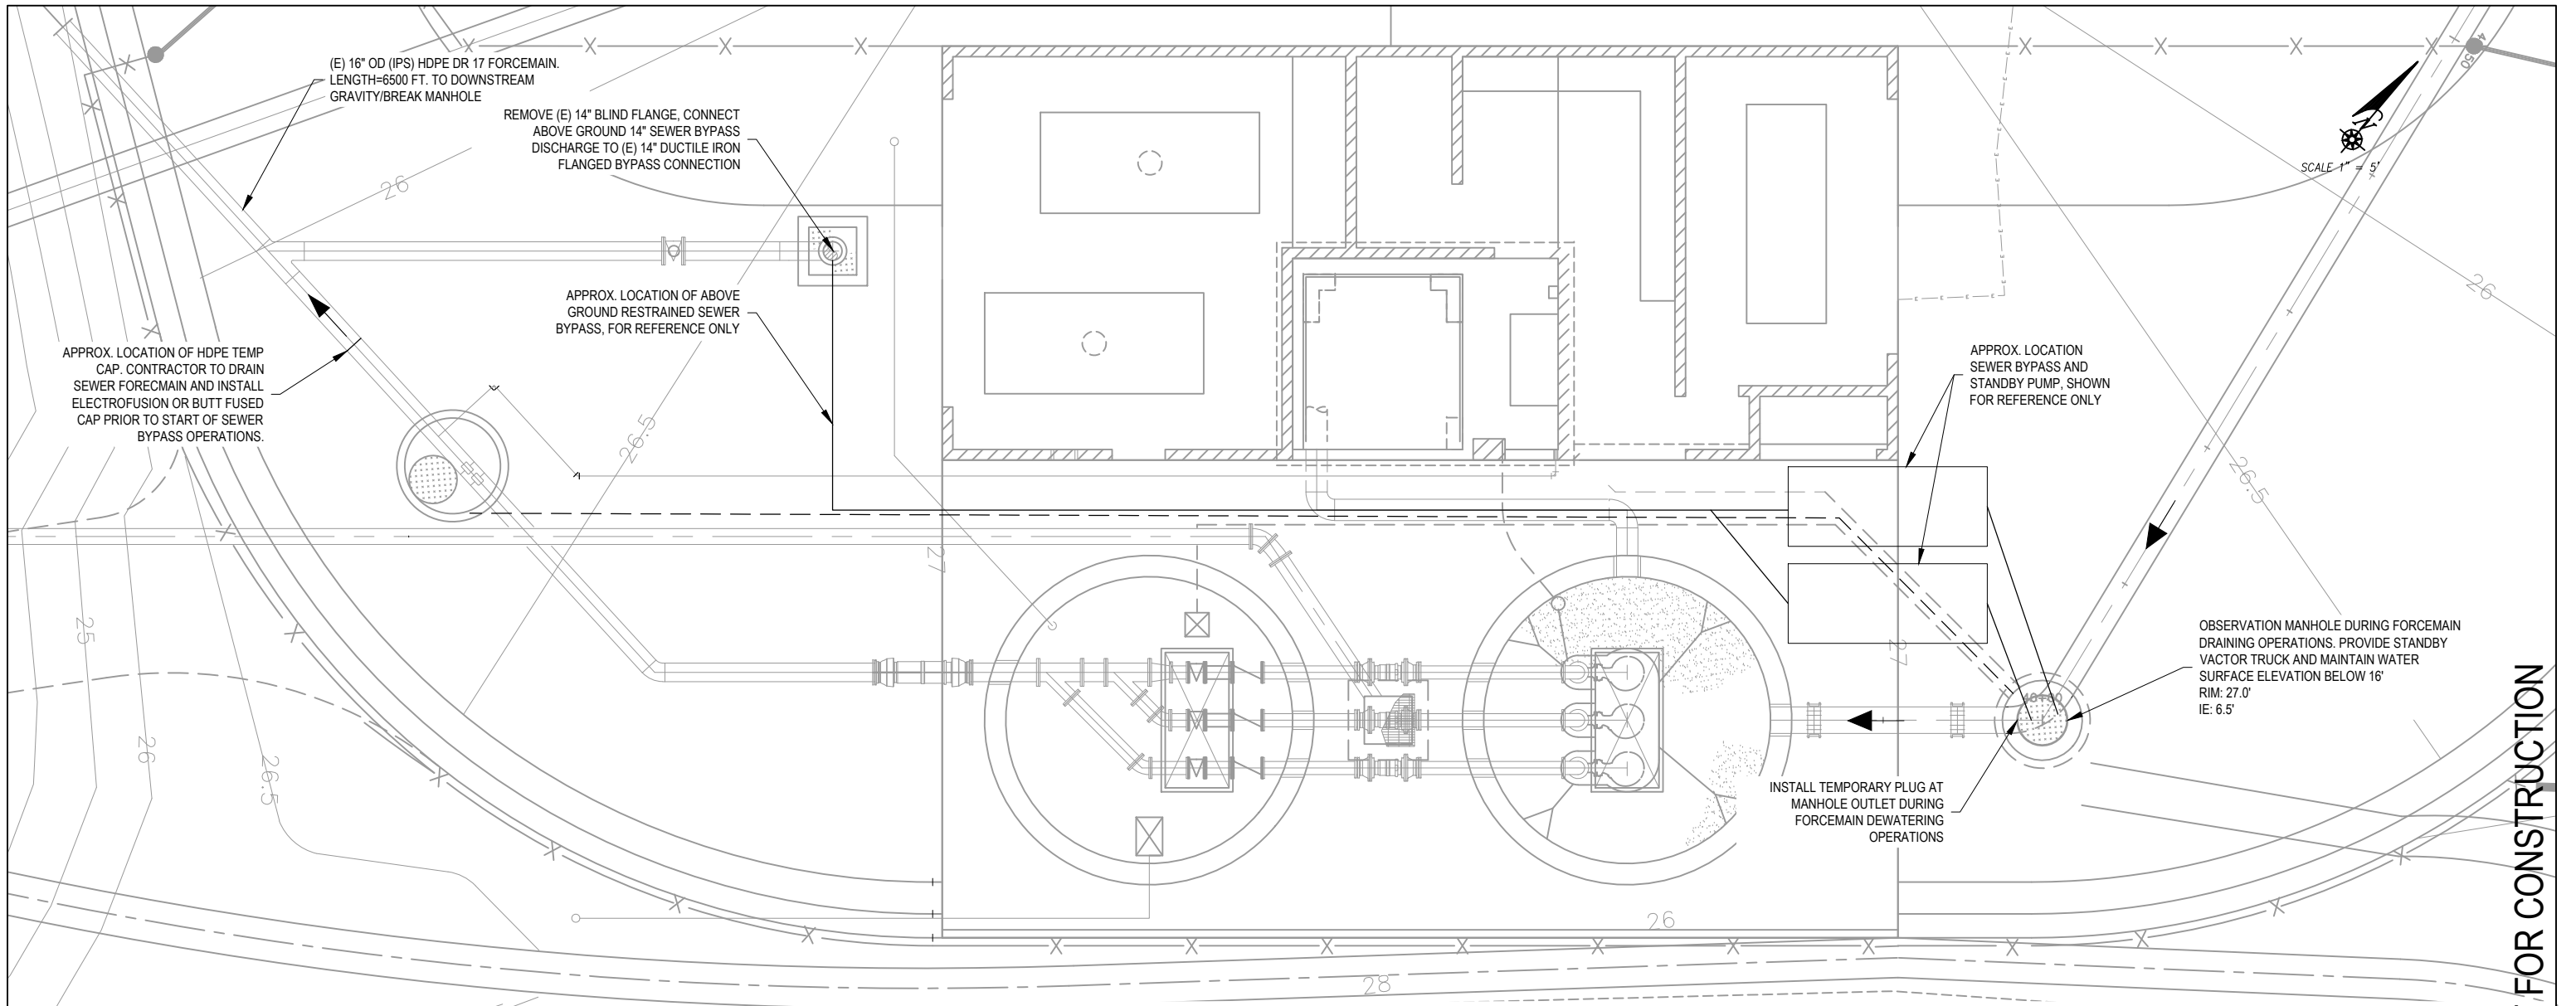 (E) 16" OD (IPS) HDPE DR 17 FORCEMAIN.
LENGTH=6500 FT. TO DOWNSTREAM
GRAVITY/BREAK MANHOLE
REMOVE (E) 14" BLIND FLANGE, CONNECT
ABOVE GROUND 14" SEWER BYPASS
DISCHARGE TO (E) 14" DUCTILE IRON
FLANGED BYPASS CONNECTION
APPROX. LOCATION OF ABOVE
GROUND RESTRAINED SEWER
BYPASS, FOR REFERENCE ONLY
APPROX. LOCATION OF HDPE TEMP
CAP. CONTRACTOR TO DRAIN
SEWER FORECMAIN AND INSTALL
ELECTROFUSION OR BUTT FUSED
CAP PRIOR TO START OF SEWER
BYPASS OPERATIONS.
APPROX. LOCATION
SEWER BYPASS AND
STANDBY PUMP, SHOWN
FOR REFERENCE ONLY
OBSERVATION MANHOLE DURING FORCEMAIN
DRAINING OPERATIONS. PROVIDE STANDBY
VACTOR TRUCK AND MAINTAIN WATER
SURFACE ELEVATION BELOW 16'
RIM: 27.0'
IE: 6.5'
INSTALL TEMPORARY PLUG AT
MANHOLE OUTLET DURING
FORCEMAIN DEWATERING
OPERATIONS
N
SCALE 1" = 5'
26
26.5
27
25
26
26.5
26
28
27
26.5
26
FOR CONSTRUCTION